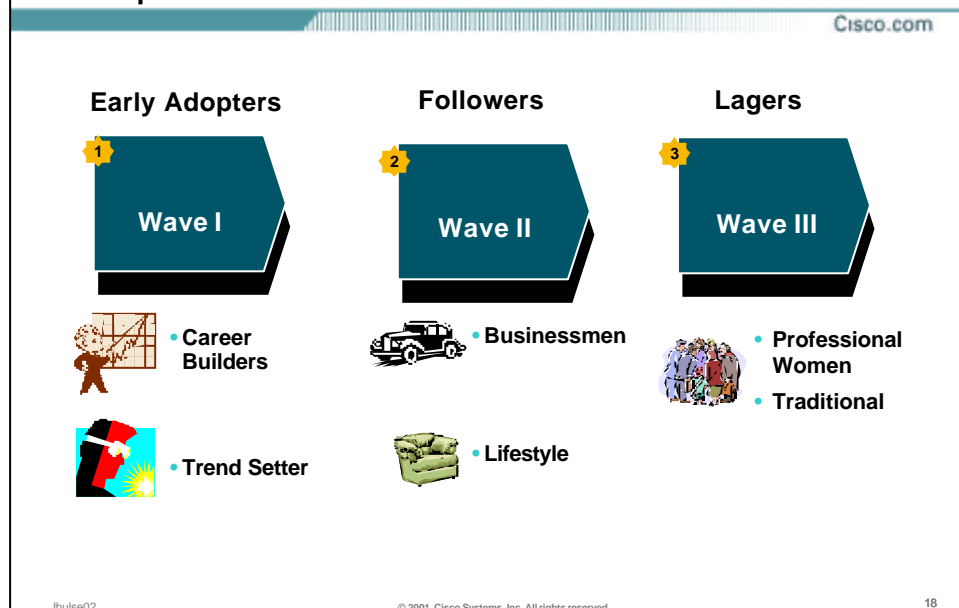 Cisco.com
Early Adopters
Followers
Lagers
1
Wave I
2
Wave II
3
Wave III
• Career
Builders
• Trend Setter
• Businessmen
• Lifestyle
• Professional
Women
• Traditional
© 2001, Cisco Systems, Inc. All rights reserved.
18